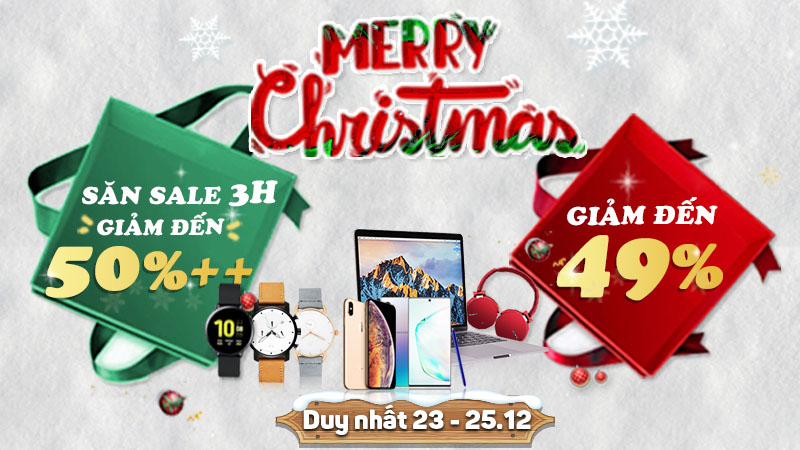 MERRY
Christmas
SĂN SALE 3H
GIẢM ĐẾN
50%++
GIẢM ĐẾN
49%
10
Duy nhất 23 - 25.12